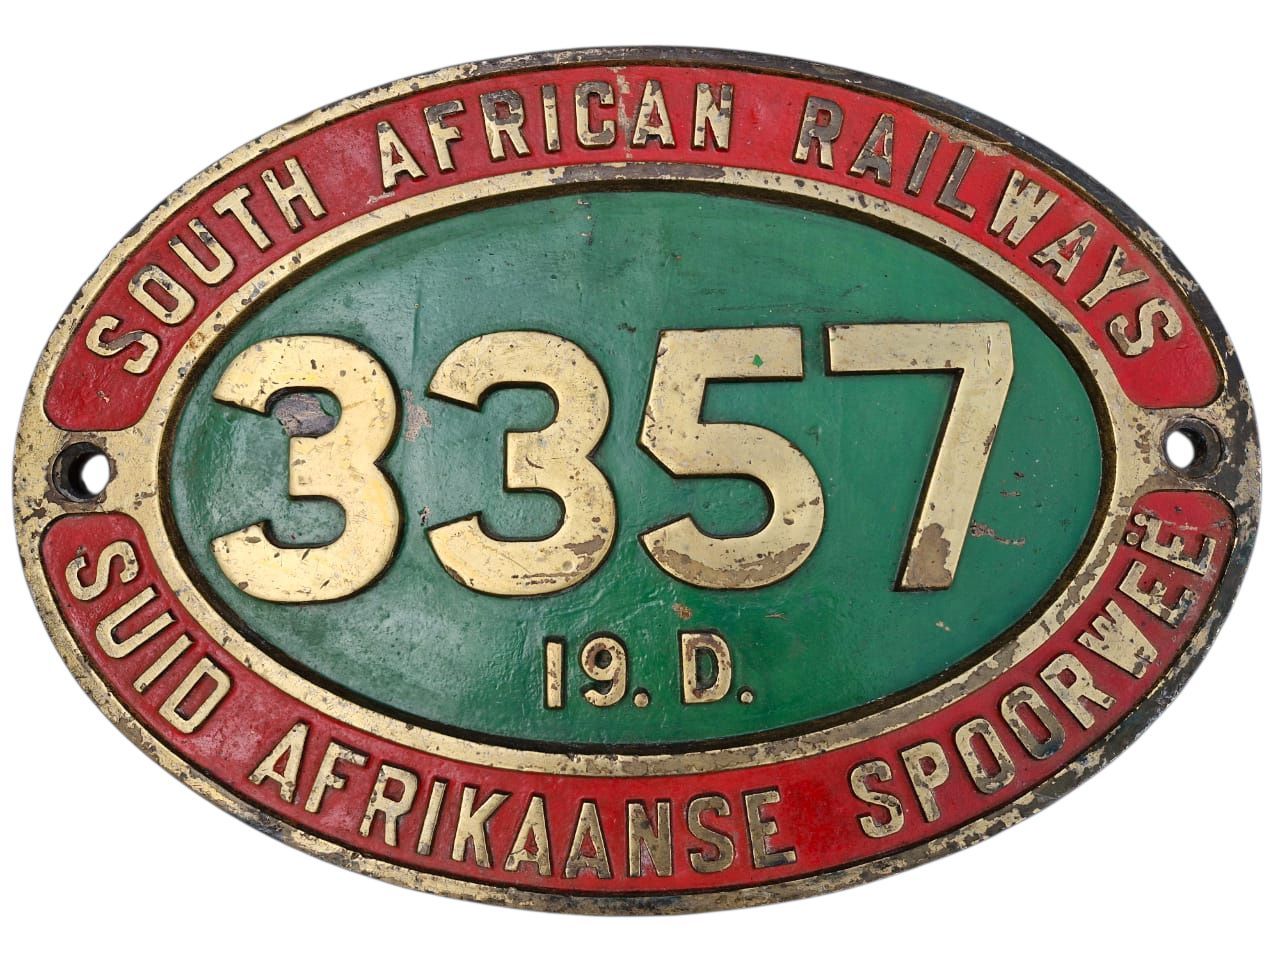 SOUTH AFRICAN RAILWAYS
3357
19. D.
SUID AFRIKAANSE SPOORWEË